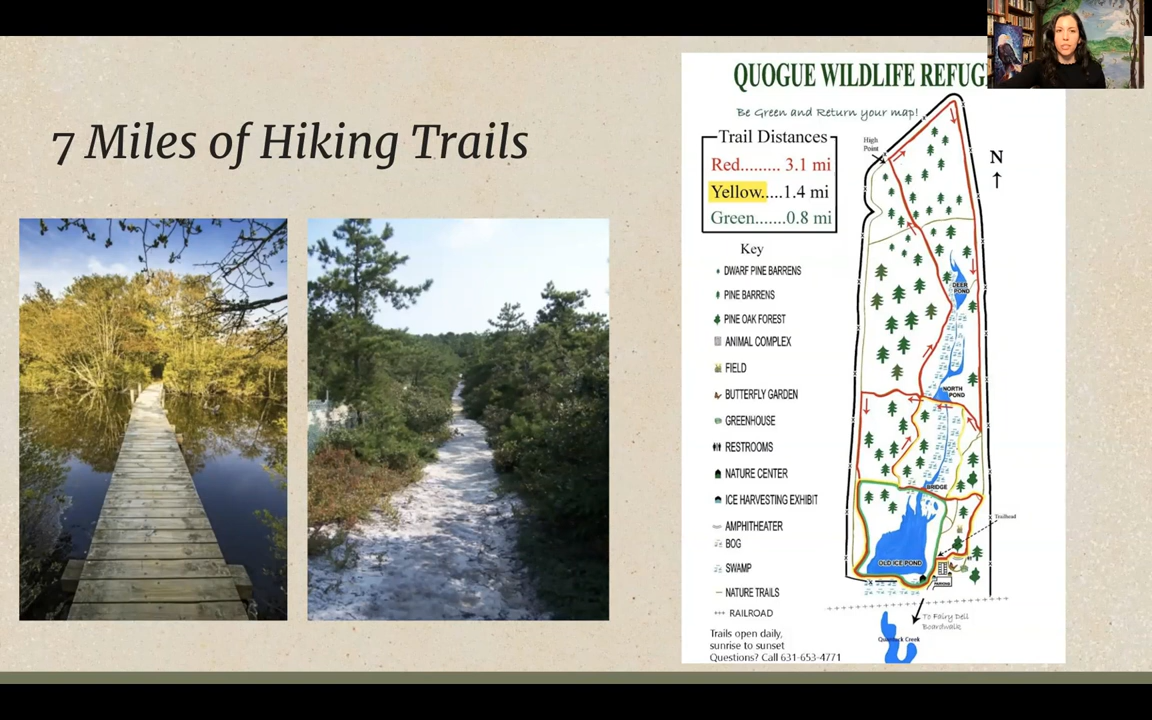 7 Miles of Hiking Trails
QUOGUE WILDLIFE REFUG
Be Green and Return your map!
Trail Distances
Red......... 3.1 mi
Yellow.....1.4 mi
Green.......0.8 mi
Key
DWARF PINE BARRENS
PINE BARRENS
PINE OAK FOREST
ANIMAL COMPLEX
FIELD
BUTTERFLY GARDEN
GREENHOUSE
RESTROOMS
NATURE CENTER
ICE HARVESTING EXHIBIT
AMPHITHEATER
BOG
SWAMP
NATURE TRAILS
RAILROAD
Trails open daily,
sunrise to sunset
Questions? Call 631-653-4771
High
Point
N
DEER
POND
NORTH
POND
BRIDGE
Trailhead
OLD ICE POND
PARKING
To Fairy Dell
Boardwalk
Quantuck Creek